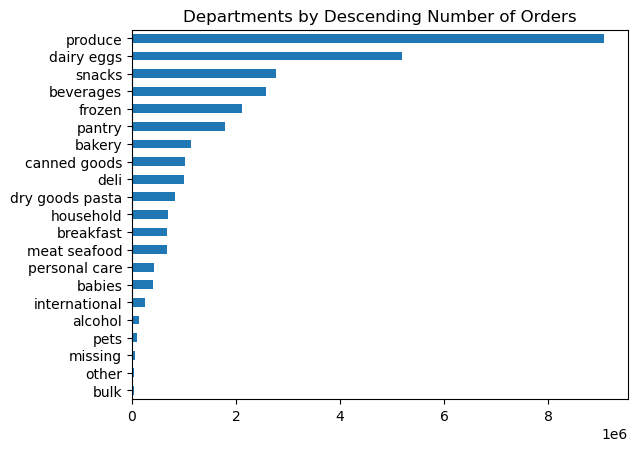 Departments by Descending Number of Orders
produce
dairy eggs
snacks
beverages
frozen
pantry
bakery
canned goods
deli
dry goods pasta
household
breakfast
meat seafood
personal care
babies
international
alcohol
pets
missing
other
bulk
0 2 4 6 8
1e6